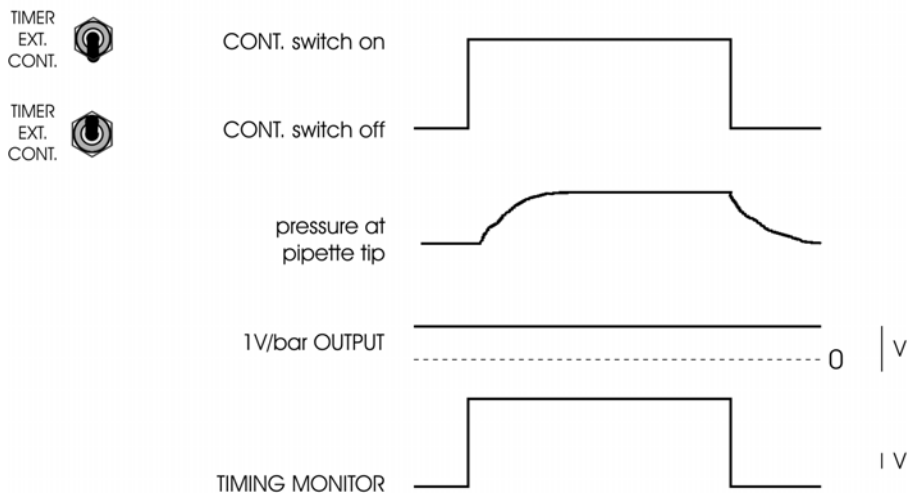 TIMER
EXT.
CONT.
CONT. switch on
TIMER
EXT.
CONT.
CONT. switch off
pressure at
pipette tip
1V/bar OUTPUT
0
V
TIMING MONITOR
V